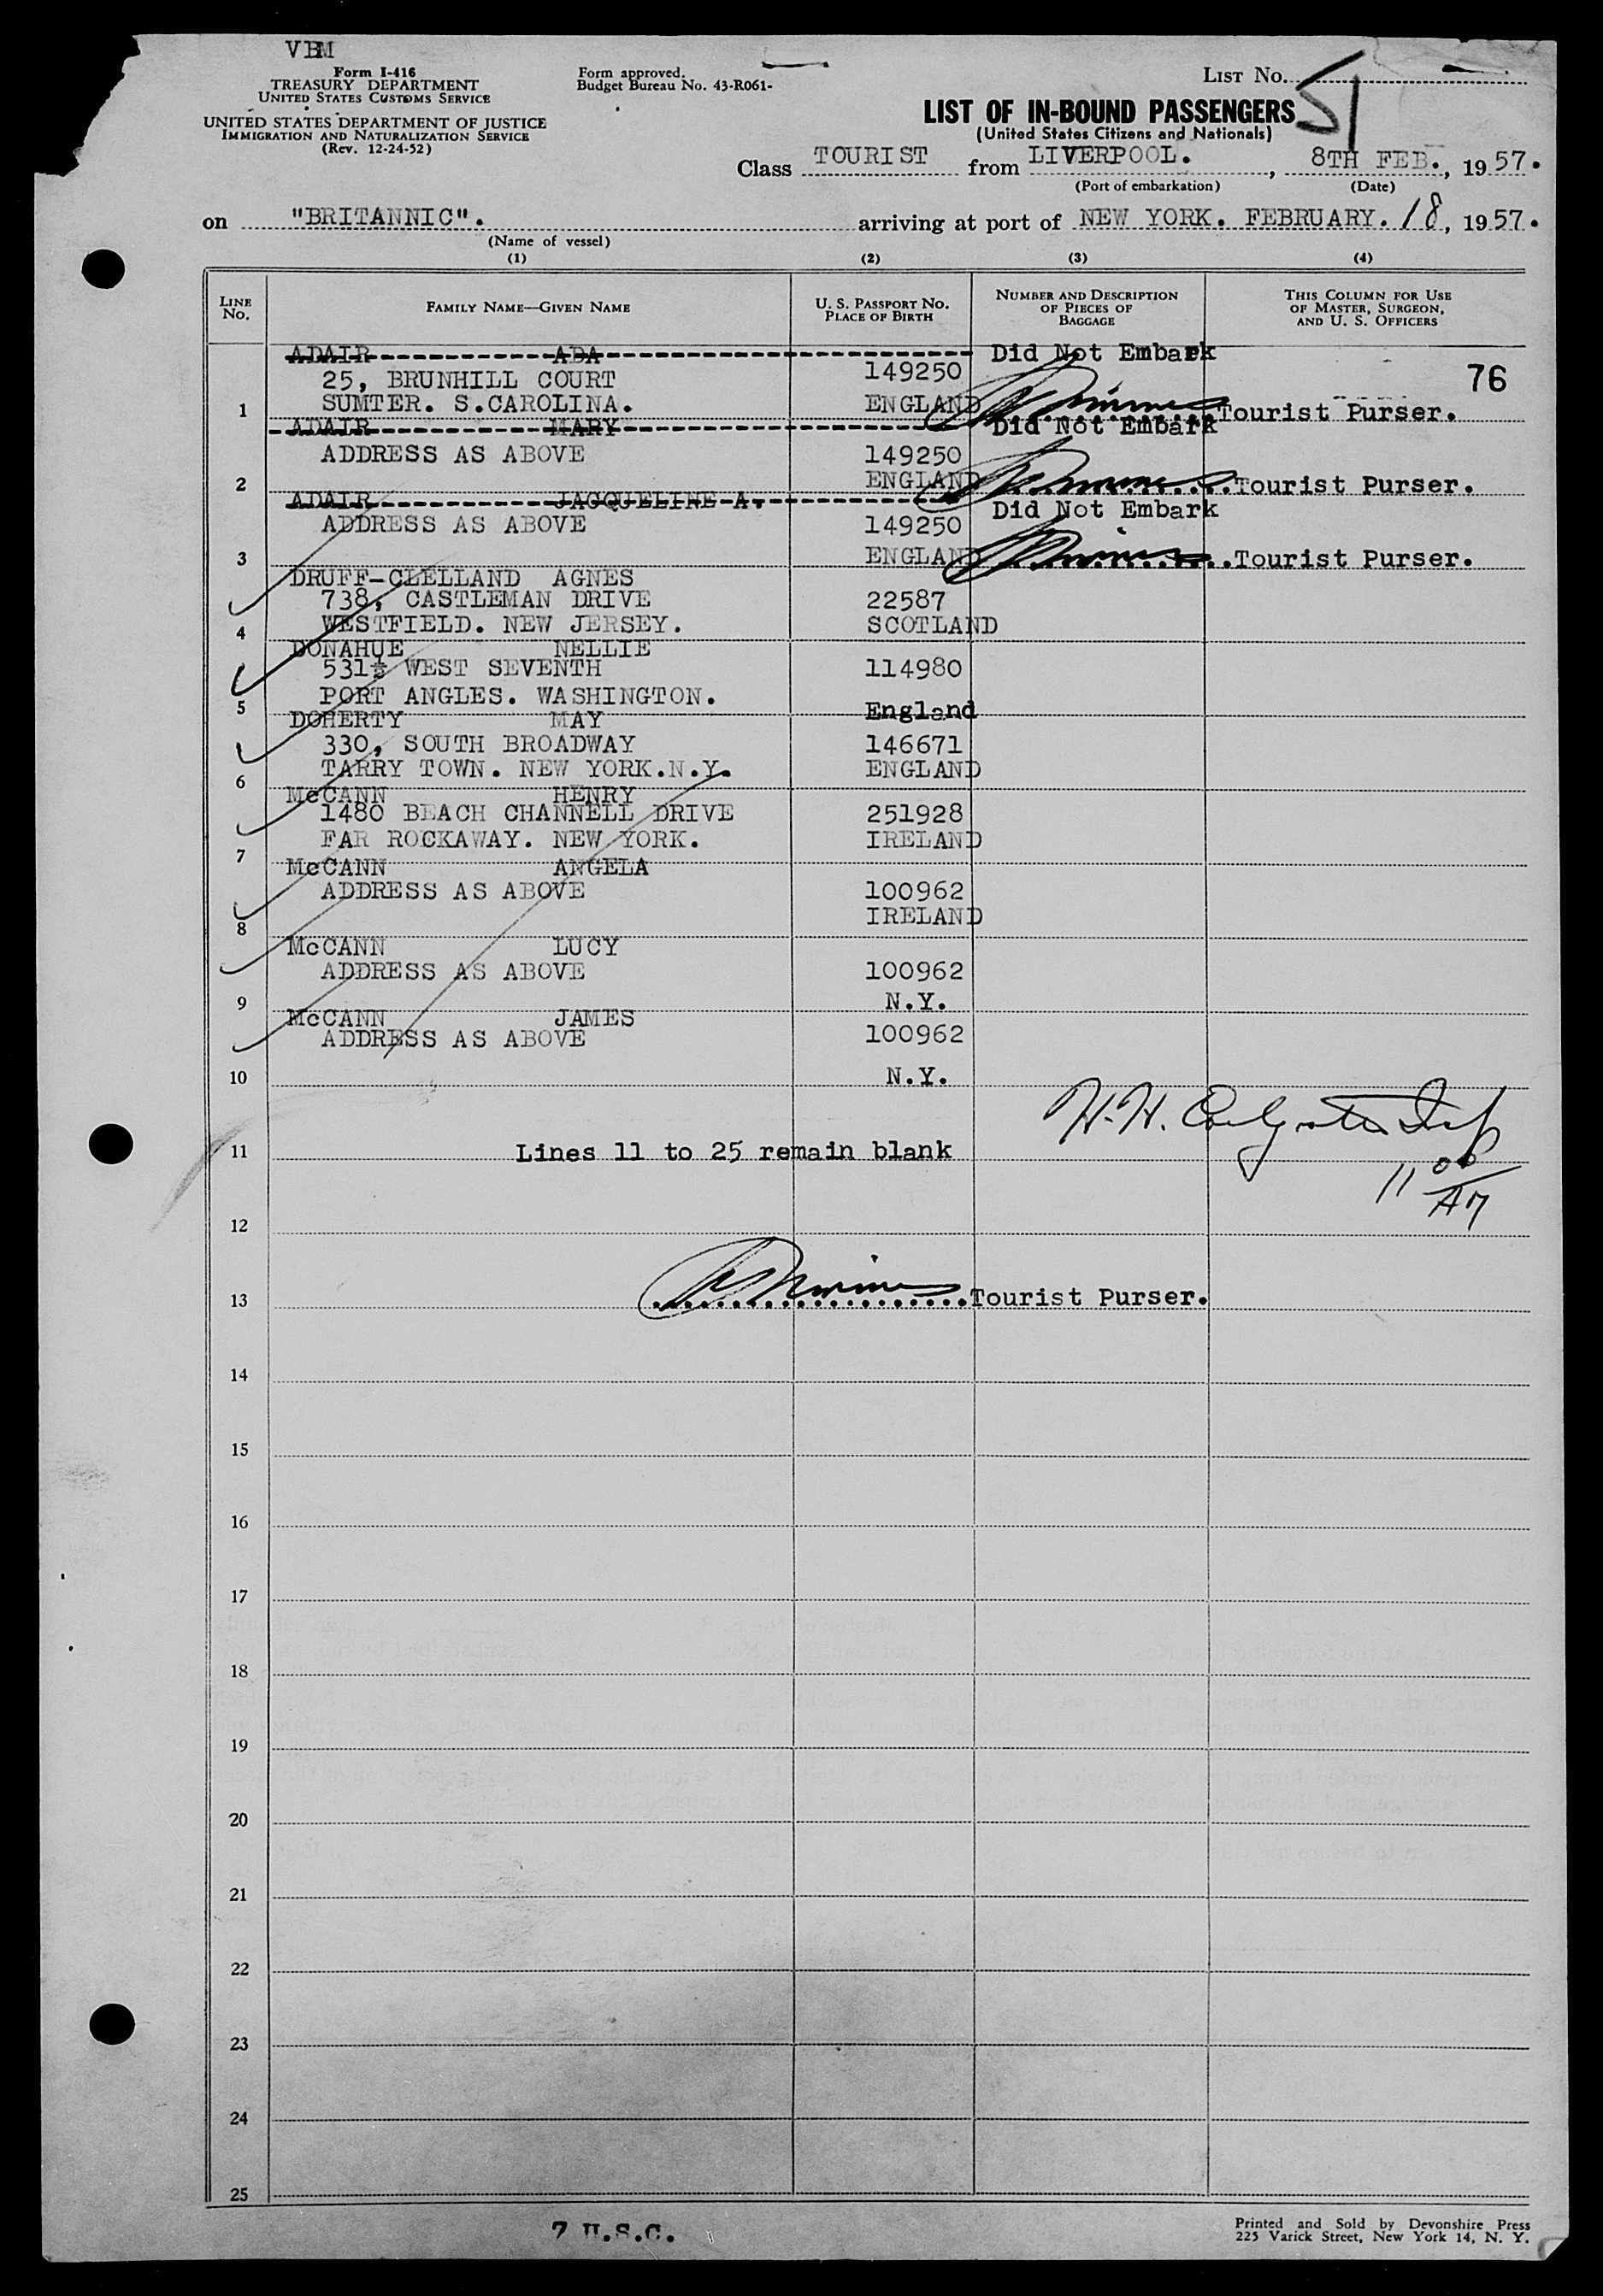 VBM
Form I-416
TREASURY DEPARTMENT
UNITED STATES CUSTOMS SERVICE
UNITED STATES DEPARTMENT OF JUSTICE
IMMIGRATION AND NATURALIZATION SERVICE
(Rev. 12-24-52)
Form approved.
Budget Bureau No. 43-R061-
LIST NO. 51
LIST OF IN-BOUND PASSENGERS
(United States Citizens and Nationals)
Class TOURIST from LIVERPOOL. , 8TH FEB. , 19 57.
(Port of embarkation) (Date)
on "BRITANNIC". arriving at port of NEW YORK. FEBRUARY. 18, 19 57.
(Name of vessel)
(1) (2) (3) (4)
LINE NO. FAMILY NAME—GIVEN NAME U. S. PASSPORT NO. PLACE OF BIRTH NUMBER AND DESCRIPTION OF PIECES OF BAGGAGE THIS COLUMN FOR USE OF MASTER, SURGEON, AND U. S. OFFICERS
ADAIR ADA Did Not Embark
25, BRUNHILL COURT 149250 76
1 SUMTER. S.CAROLINA. ENGLAND Tourist Purser.
ADAIR MARY Did Not Embark
ADDRESS AS ABOVE 149250
2 ENGLAND Tourist Purser.
ADAIR JACQUELINE A. Did Not Embark
ADDRESS AS ABOVE 149250
3 ENGLAND Tourist Purser.
DRUFF-CLELLAND AGNES
738, CASTLEMAN DRIVE 22587
4 WESTFIELD. NEW JERSEY. SCOTLAND
DONAHUE NELLIE
531½ WEST SEVENTH 114980
5 PORT ANGLES. WASHINGTON. England
DOHERTY MAY
330, SOUTH BROADWAY 146671
6 TARRY TOWN. NEW YORK.N.Y. ENGLAND
McCANN HENRY
1480 BEACH CHANNELL DRIVE 251928
7 FAR ROCKAWAY. NEW YORK. IRELAND
McCANN ANGELA
ADDRESS AS ABOVE 100962
8 IRELAND
McCANN LUCY
ADDRESS AS ABOVE 100962
9 N.Y.
McCANN JAMES
ADDRESS AS ABOVE 100962
10 N.Y.
H.H.
11 Lines 11 to 25 remain blank
11 00
AM
12
13 Tourist Purser.
14
15
16
17
18
19
20
21
22
23
24
25
7 U.S.C.
Printed and Sold by Devonshire Press
225 Varick Street, New York 14, N. Y.